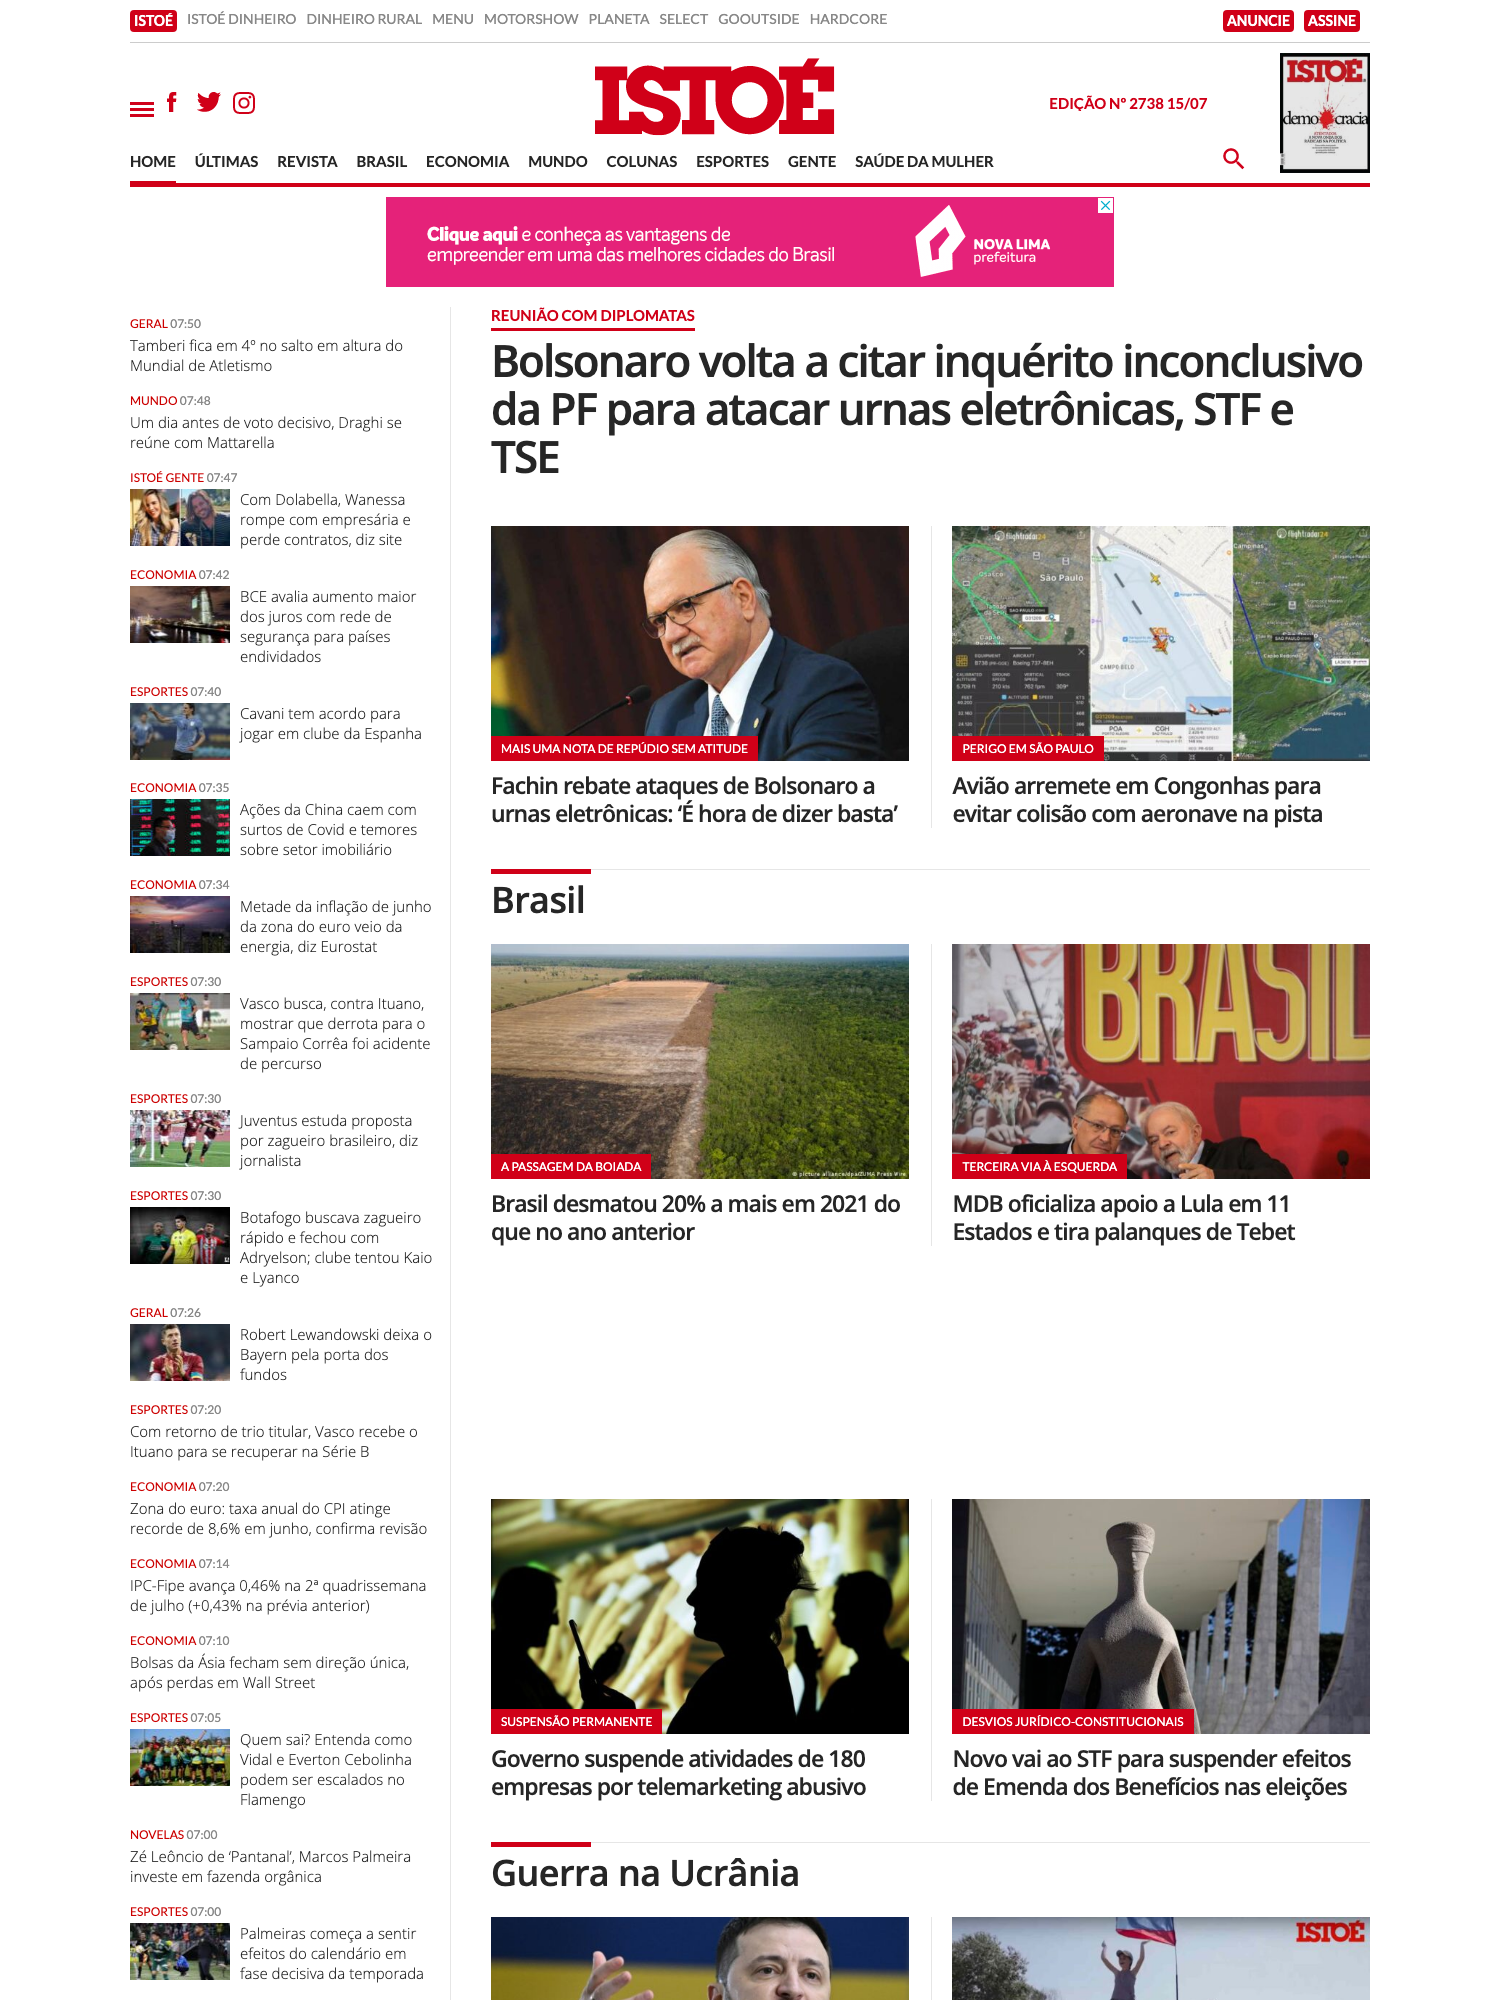 ISTOÉ ISTOÉ DINHEIRO DINHEIRO RURAL MENU MOTORSHOW PLANETA SELECT GOOUTSIDE HARDCORE ANUNCIE ASSINE
ISTOÉ
EDIÇÃO Nº 2738 15/07
ISTOÉ
democracia
HOME ÚLTIMAS REVISTA BRASIL ECONOMIA MUNDO COLUNAS ESPORTES GENTE SAÚDE DA MULHER
Clique aqui e conheça as vantagens de
empreender em uma das melhores cidades do Brasil
NOVA LIMA
prefeitura
GERAL 07:50
Tamberi fica em 4º no salto em altura do
Mundial de Atletismo
MUNDO 07:48
Um dia antes de voto decisivo, Draghi se
reúne com Mattarella
ISTOÉ GENTE 07:47
Com Dolabella, Wanessa
rompe com empresária e
perde contratos, diz site
ECONOMIA 07:42
BCE avalia aumento maior
dos juros com rede de
segurança para países
endividados
ESPORTES 07:40
Cavani tem acordo para
jogar em clube da Espanha
ECONOMIA 07:35
Ações da China caem com
surtos de Covid e temores
sobre setor imobiliário
ECONOMIA 07:34
Metade da inflação de junho
da zona do euro veio da
energia, diz Eurostat
ESPORTES 07:30
Vasco busca, contra Ituano,
mostrar que derrota para o
Sampaio Corrêa foi acidente
de percurso
ESPORTES 07:30
Juventus estuda proposta
por zagueiro brasileiro, diz
jornalista
ESPORTES 07:30
Botafogo buscava zagueiro
rápido e fechou com
Adryelson; clube tentou Kaio
e Lyanco
GERAL 07:26
Robert Lewandowski deixa o
Bayern pela porta dos
fundos
ESPORTES 07:20
Com retorno de trio titular, Vasco recebe o
Ituano para se recuperar na Série B
ECONOMIA 07:20
Zona do euro: taxa anual do CPI atinge
recorde de 8,6% em junho, confirma revisão
ECONOMIA 07:14
IPC-Fipe avança 0,46% na 2ª quadrissemana
de julho (+0,43% na prévia anterior)
ECONOMIA 07:10
Bolsas da Ásia fecham sem direção única,
após perdas em Wall Street
ESPORTES 07:05
Quem sai? Entenda como
Vidal e Everton Cebolinha
podem ser escalados no
Flamengo
NOVELAS 07:00
Zé Leôncio de ‘Pantanal’, Marcos Palmeira
investe em fazenda orgânica
ESPORTES 07:00
Palmeiras começa a sentir
efeitos do calendário em
fase decisiva da temporada
REUNIÃO COM DIPLOMATAS
Bolsonaro volta a citar inquérito inconclusivo
da PF para atacar urnas eletrônicas, STF e
TSE
MAIS UMA NOTA DE REPÚDIO SEM ATITUDE
Fachin rebate ataques de Bolsonaro a
urnas eletrônicas: ‘É hora de dizer basta’
flightradar24
flightradar24
Campinas
São Paulo
CAMPO BELO
POA
CGH
PERIGO EM SÃO PAULO
Avião arremete em Congonhas para
evitar colisão com aeronave na pista
Brasil
© picture alliance/dpa/ZUMA Press Wire
A PASSAGEM DA BOIADA
Brasil desmatou 20% a mais em 2021 do
que no ano anterior
BRASIL
TERCEIRA VIA À ESQUERDA
MDB oficializa apoio a Lula em 11
Estados e tira palanques de Tebet
SUSPENSÃO PERMANENTE
Governo suspende atividades de 180
empresas por telemarketing abusivo
DESVIOS JURÍDICO-CONSTITUCIONAIS
Novo vai ao STF para suspender efeitos
de Emenda dos Benefícios nas eleições
Guerra na Ucrânia
ISTOÉ